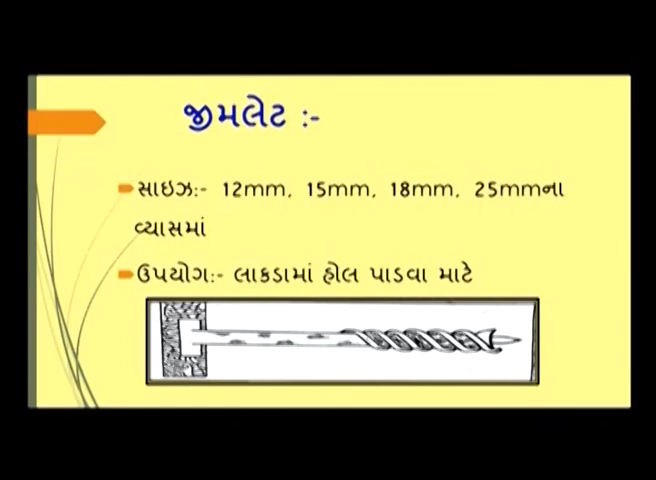 જીમલેટ :-
સાઇઝ:- 12mm, 15mm, 18mm, 25mmના
વ્યાસમાં
ઉપયોગ:- લાકડામાં હોલ પાડવા માટે